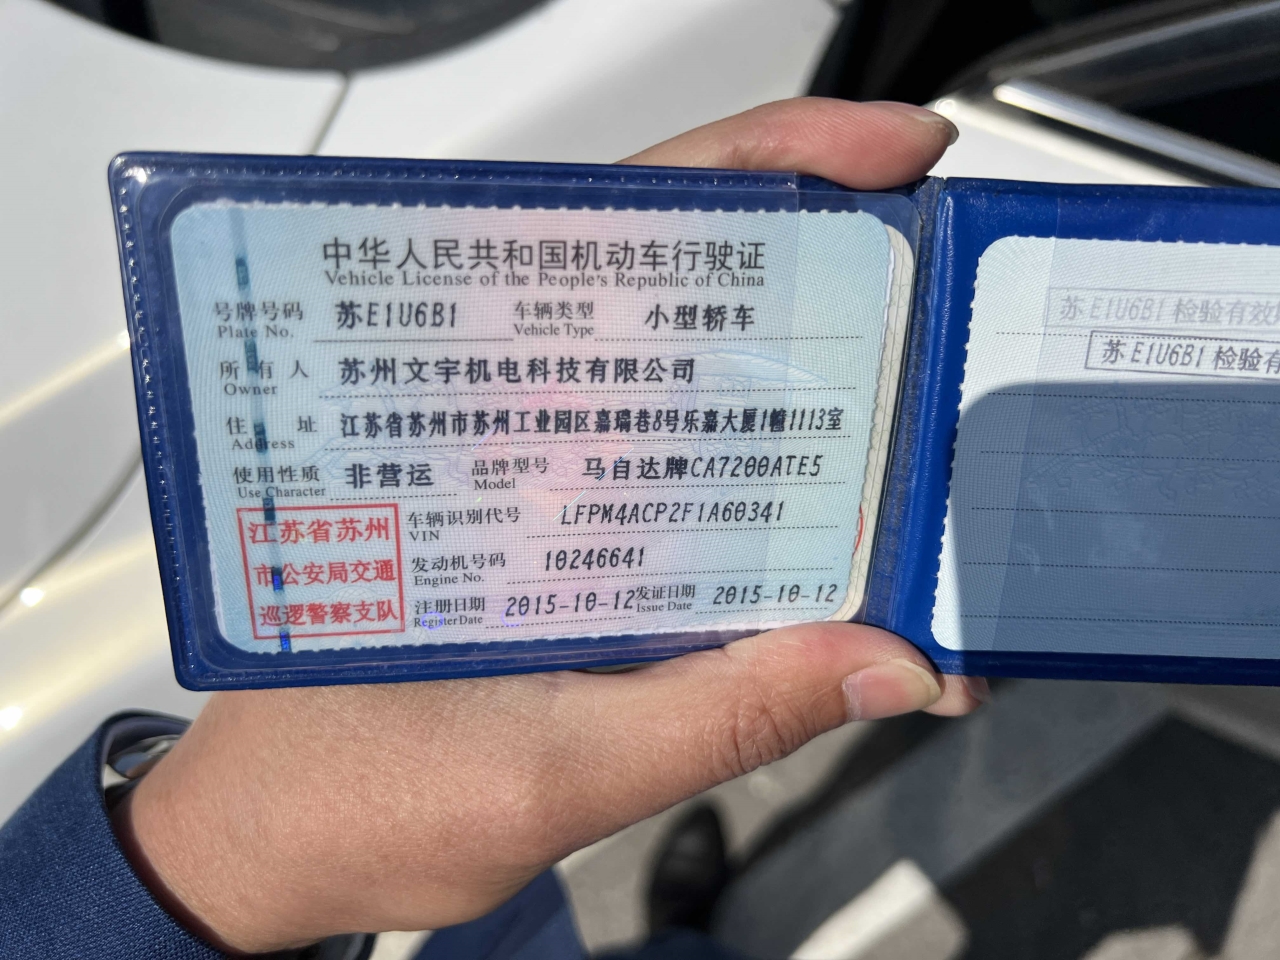 中华人民共和国机动车行驶证
Vehicle License of the People's Republic of China
号牌号码 苏E1U6B1 车辆类型 小型轿车
Plate No. Vehicle Type
所有人 苏州文宇机电科技有限公司
Owner
住址 江苏省苏州市苏州工业园区嘉瑞巷8号乐嘉大厦1幢1113室
Address
使用性质 非营运 品牌型号 马自达牌CA7200ATE5
Use Character Model
车辆识别代号 LFPM4ACP2F1A60341
VIN
发动机号码 10246641
Engine No.
注册日期 2015-10-12 发证日期 2015-10-12
Register Date Issue Date
江苏省苏州
市公安局交通
巡逻警察支队
苏E1U6B1 检验有效
苏E1U6B1 检验有